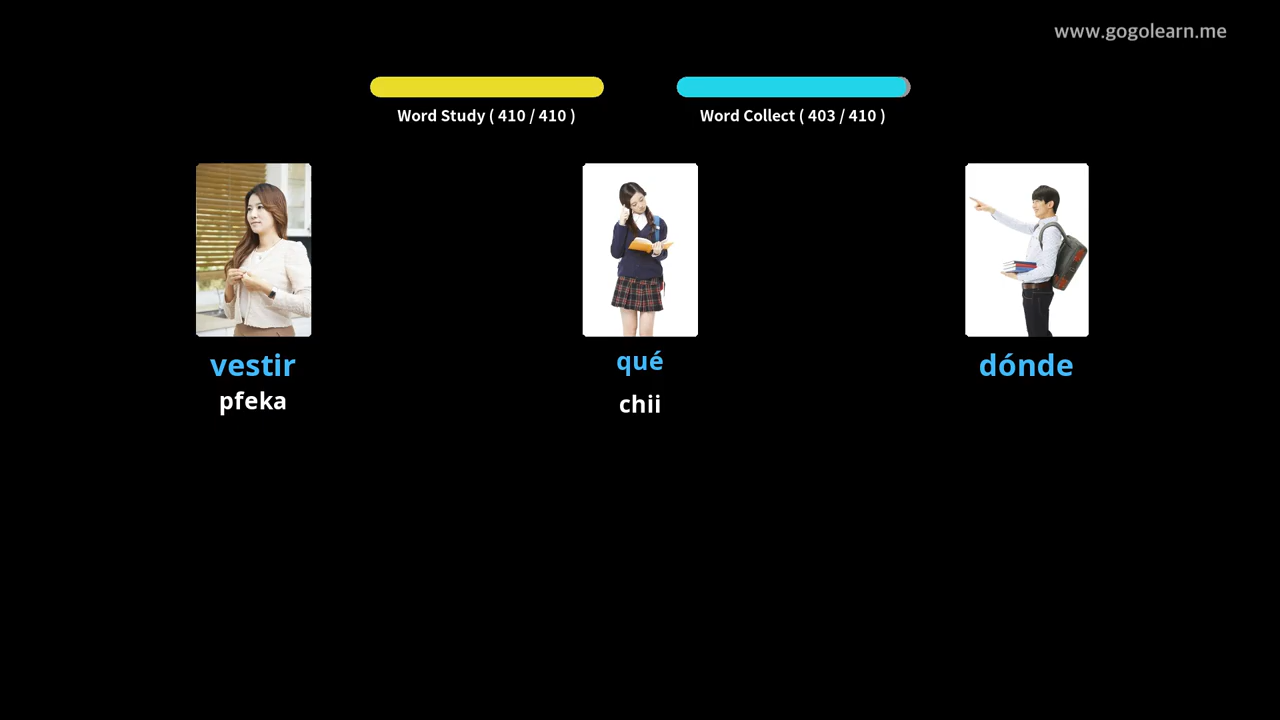 www.gogolearn.me
Word Study ( 410 / 410 )
Word Collect ( 403 / 410 )
vestir
pfeka
qué
chii
dónde